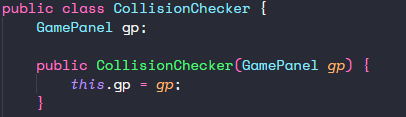 public class CollisionChecker {
GamePanel gp;
public CollisionChecker(GamePanel gp) {
this.gp = gp;
}